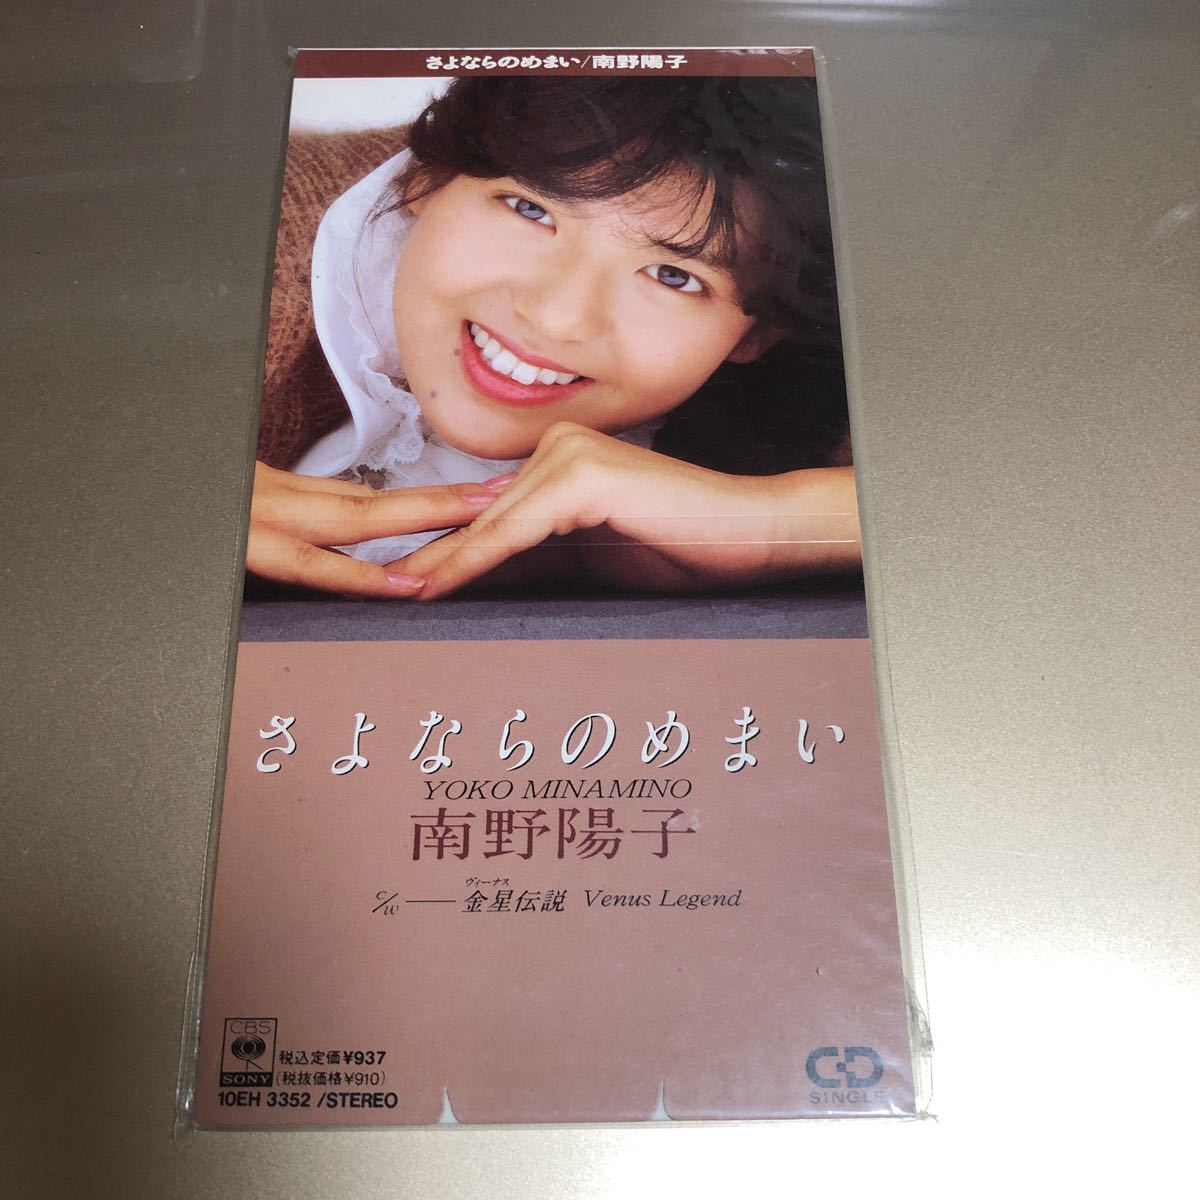 さよならのめまい/南野陽子
さよならのめまい
YOKO MINAMINO
南野陽子
ヴィーナス
c/w — 金星伝説 Venus Legend
CBS
SONY
税込定価¥937
(税抜価格¥910)
10EH 3352 /STEREO
CD
SINGLE